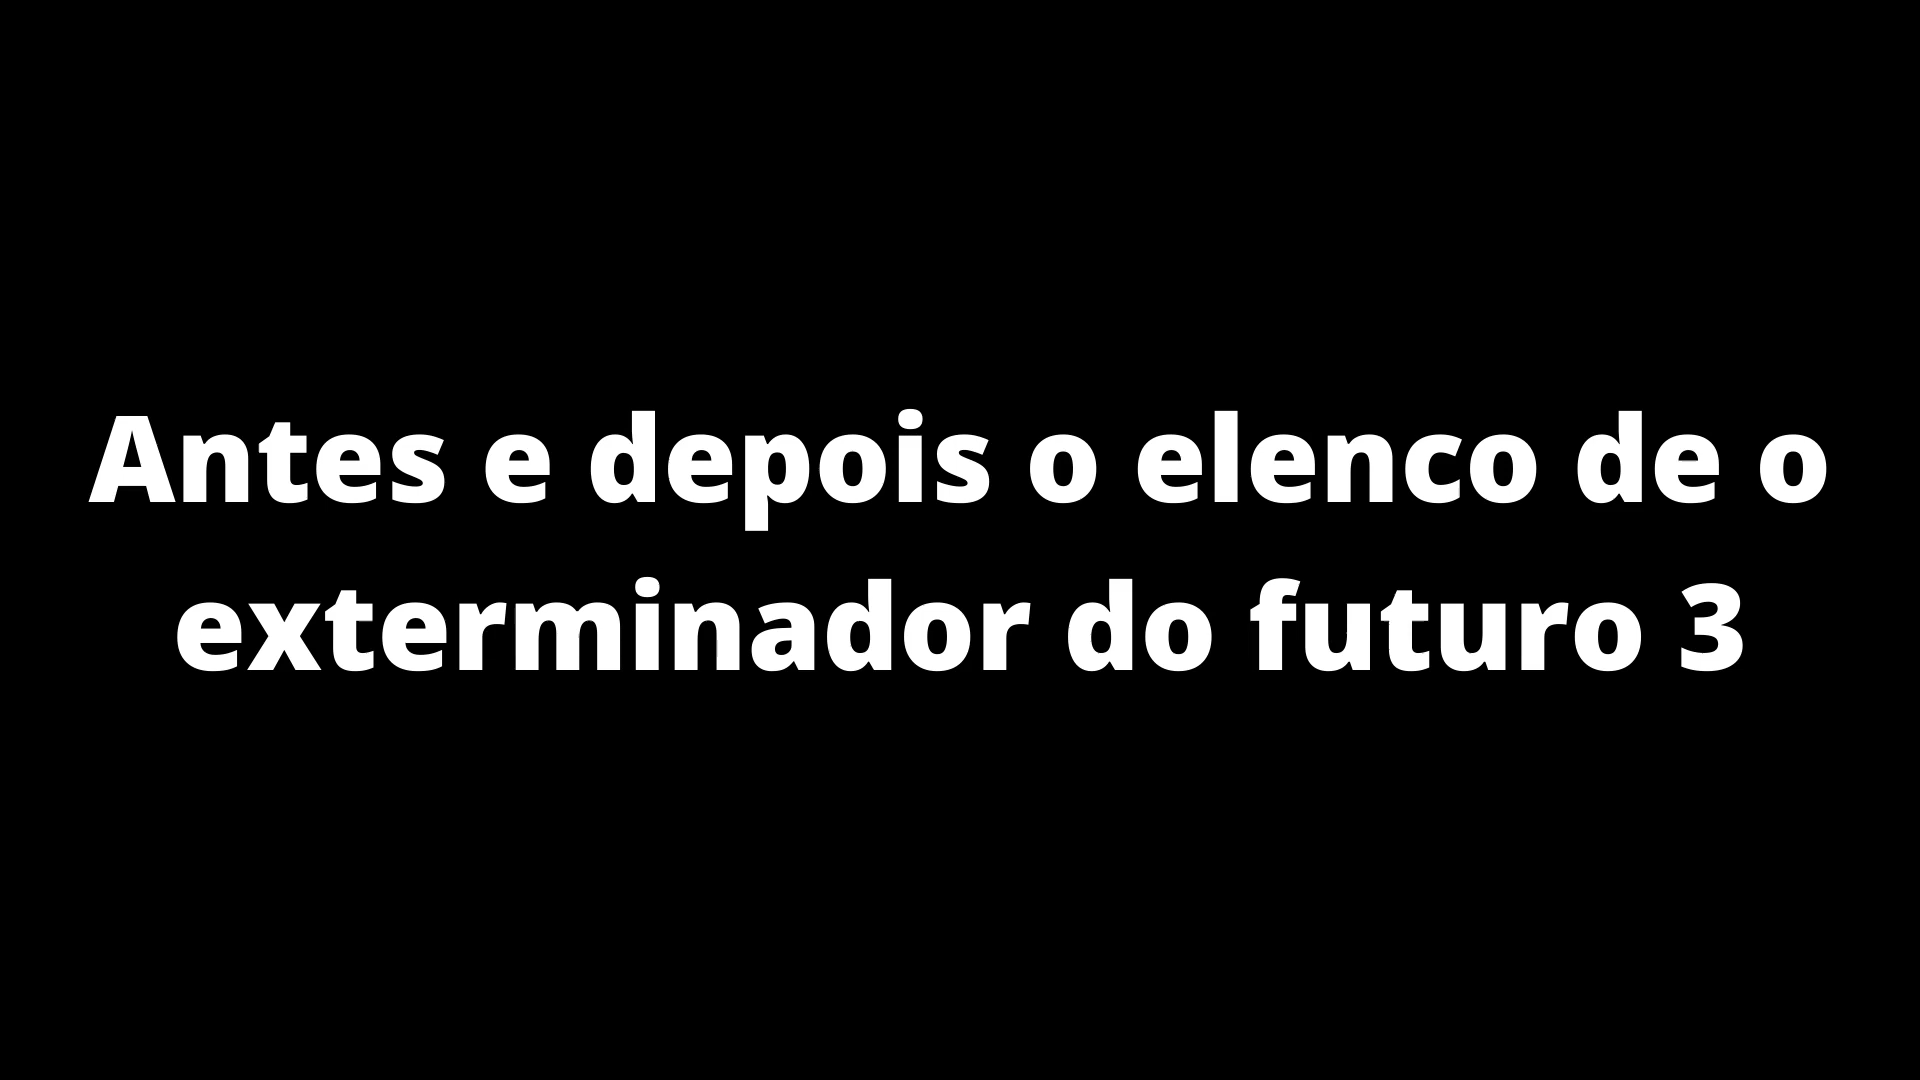 Antes e depois o elenco de o
exterminador do futuro 3